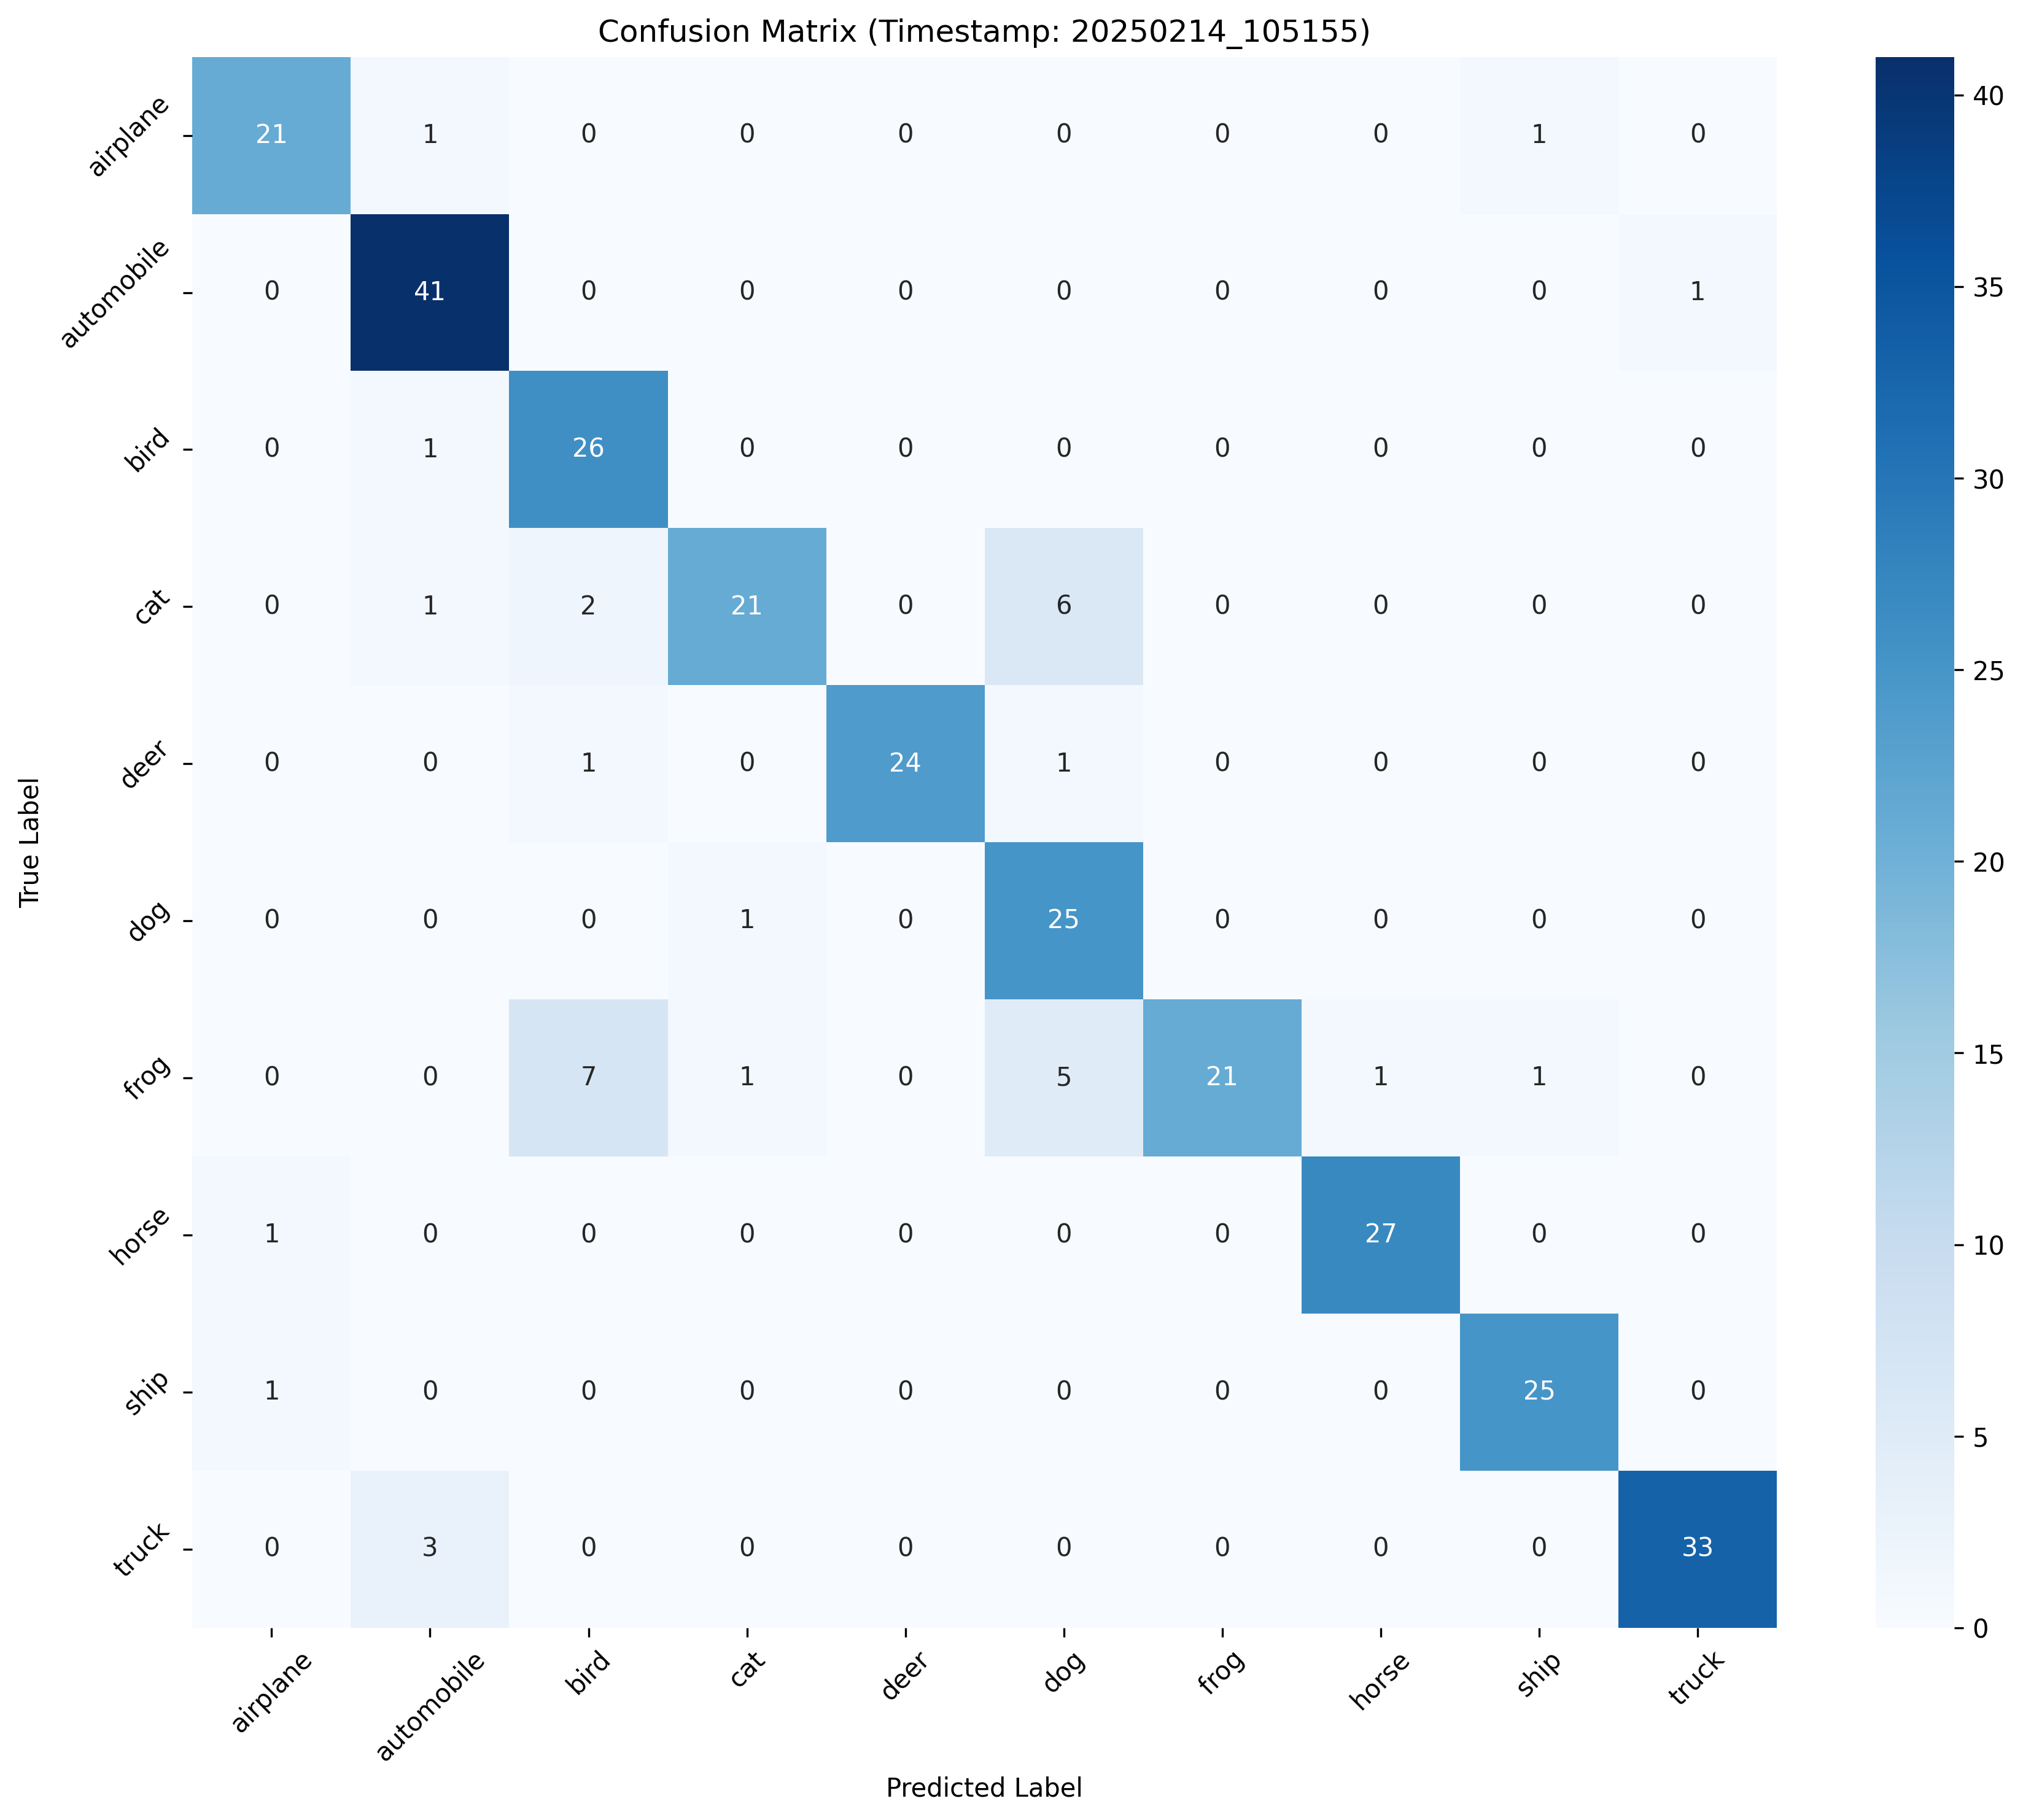 Confusion Matrix (Timestamp: 20250214_105155)
airplane 21 1 0 0 0 0 0 0 1 0
automobile 0 41 0 0 0 0 0 0 0 1
bird 0 1 26 0 0 0 0 0 0 0
cat 0 1 2 21 0 6 0 0 0 0
deer 0 0 1 0 24 1 0 0 0 0
dog 0 0 0 1 0 25 0 0 0 0
frog 0 0 7 1 0 5 21 1 1 0
horse 1 0 0 0 0 0 0 27 0 0
ship 1 0 0 0 0 0 0 0 25 0
truck 0 3 0 0 0 0 0 0 0 33
airplane automobile bird cat deer dog frog horse ship truck
Predicted Label
True Label
40
35
30
25
20
15
10
5
0